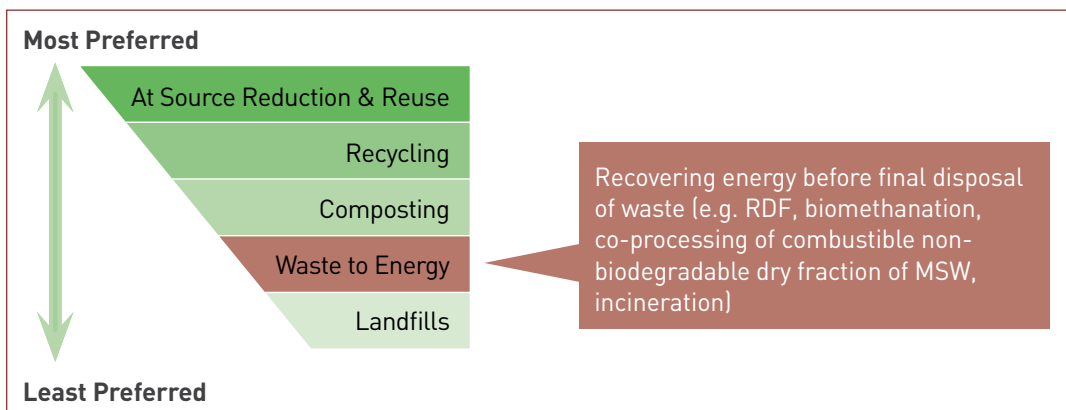 Most Preferred
At Source Reduction & Reuse
Recycling
Composting
Waste to Energy
Landfills
Least Preferred
Recovering energy before final disposal
of waste (e.g. RDF, biomethanation,
co-processing of combustible non-
biodegradable dry fraction of MSW,
incineration)